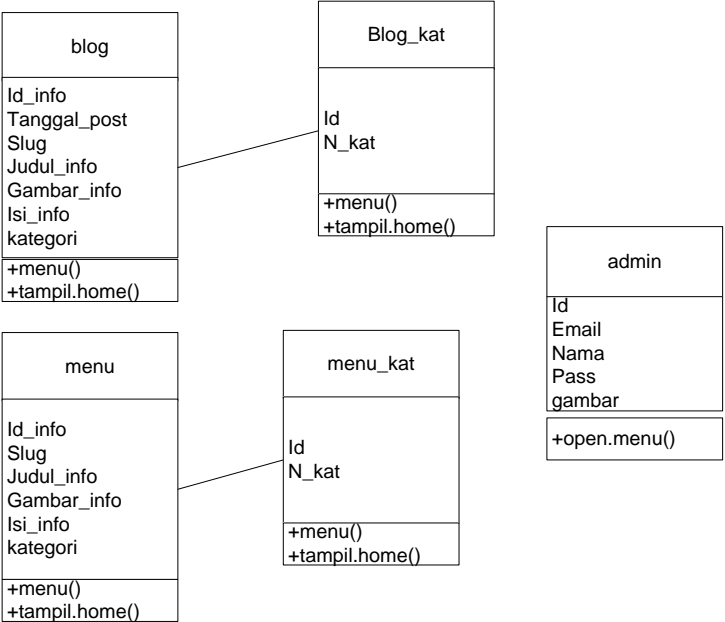 blog
Id_info
Tanggal_post
Slug
Judul_info
Gambar_info
Isi_info
kategori
+menu()
+tampil.home()
Blog_kat
Id
N_kat
+menu()
+tampil.home()
admin
Id
Email
Nama
Pass
gambar
+open.menu()
menu
Id_info
Slug
Judul_info
Gambar_info
Isi_info
kategori
+menu()
+tampil.home()
menu_kat
Id
N_kat
+menu()
+tampil.home()